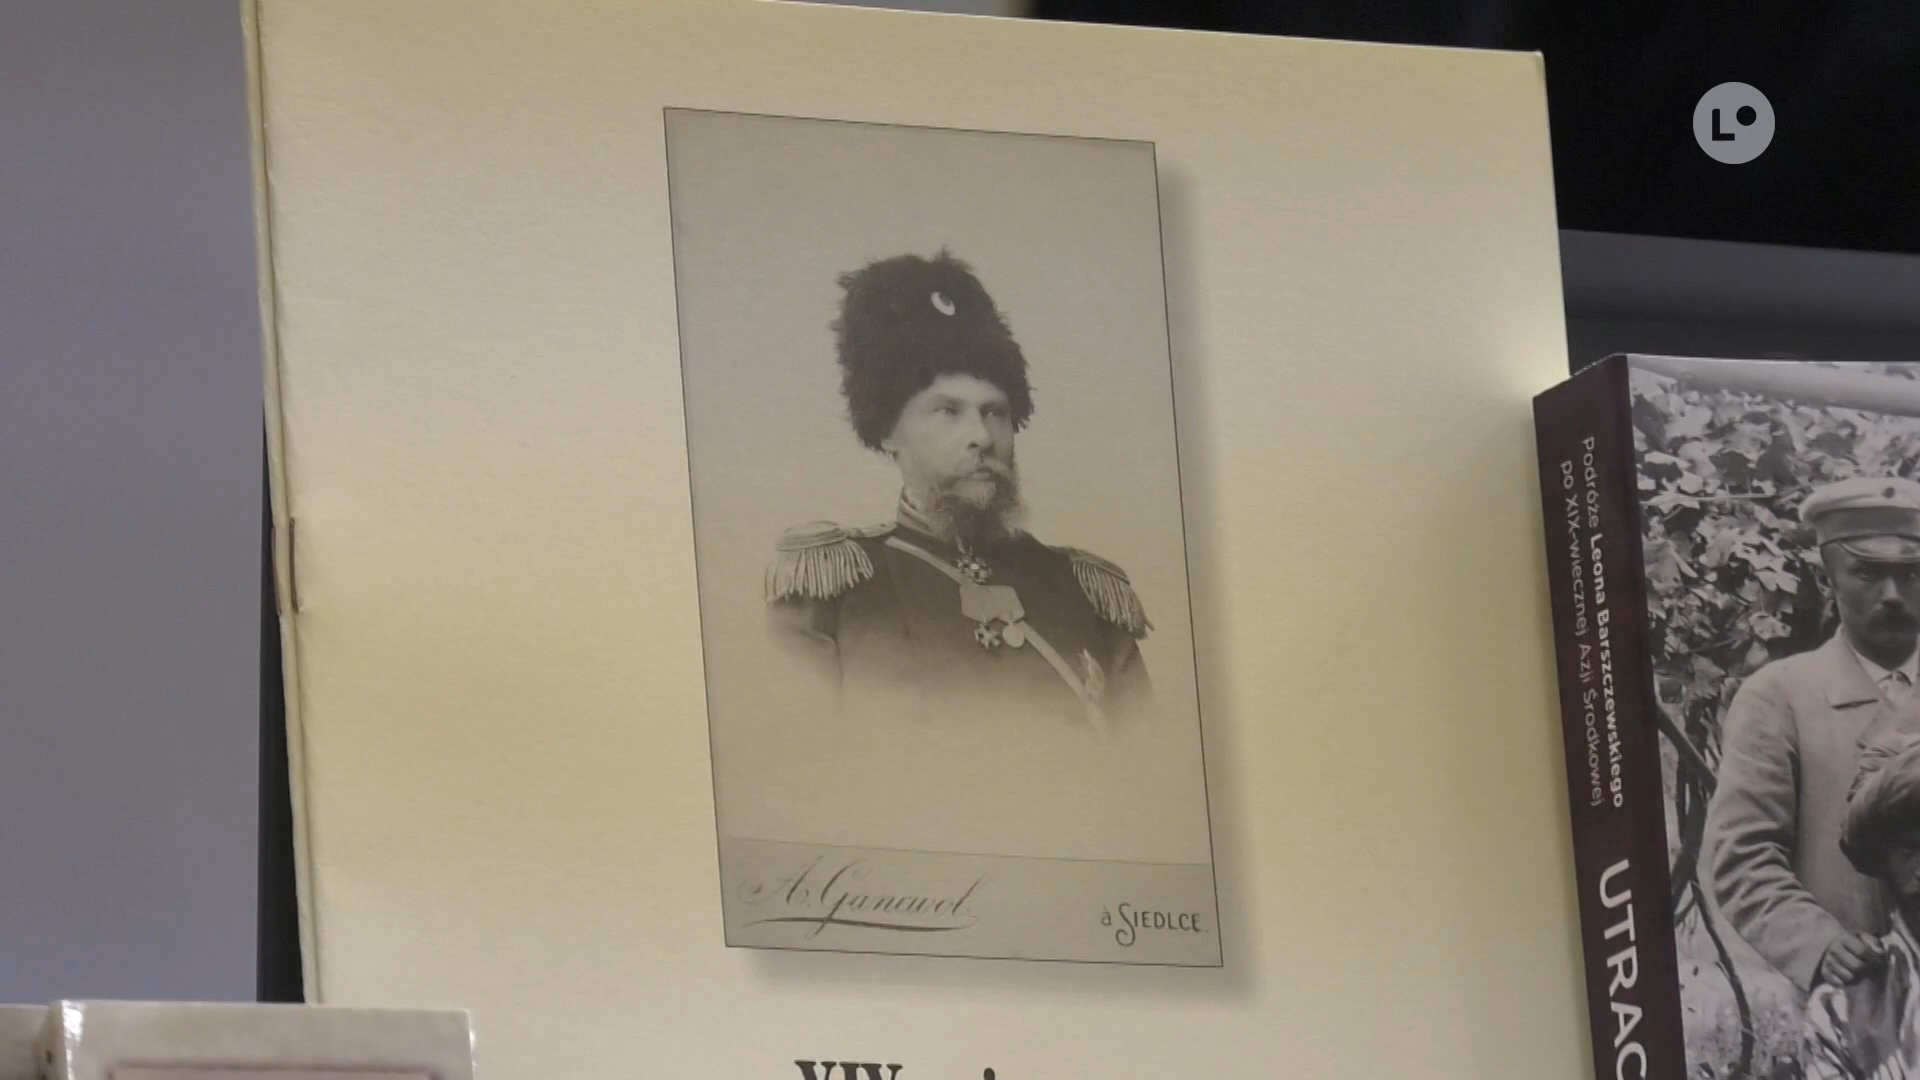 L
A. Ganewol
à SIEDLCE.
Podróże Leona Barszczewskiego
po XIX-wiecznej Azji Środkowej
UTRAC